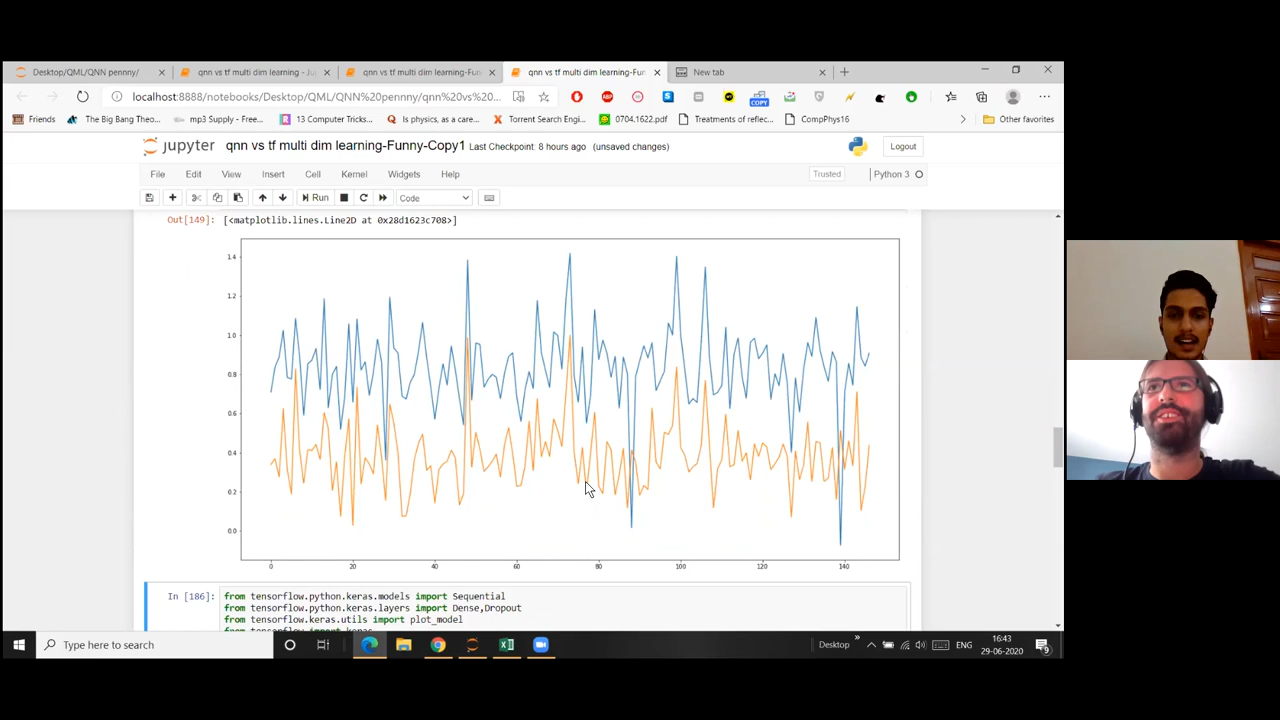 Desktop/QML/QNN pennny/
qnn vs tf multi dim learning - Ju
qnn vs tf multi dim learning-Fun
qnn vs tf multi dim learning-Fun
New tab
localhost:8888/notebooks/Desktop/QML/QNN%20pennny/qnn%20vs%20...
ABP
COPY
Friends
The Big Bang Theo...
mp3 Supply - Free...
13 Computer Tricks...
Is physics, as a care...
Torrent Search Engi...
0704.1622.pdf
Treatments of reflec...
CompPhys16
Other favorites
jupyter qnn vs tf multi dim learning-Funny-Copy1 Last Checkpoint: 8 hours ago (unsaved changes)
Logout
File Edit View Insert Cell Kernel Widgets Help
Trusted
Python 3
Run
Code
Out[149]: [<matplotlib.lines.Line2D at 0x28d1623c708>]
1.4
1.2
1.0
0.8
0.6
0.4
0.2
0.0
0 20 40 60 80 100 120 140
In [186]: from tensorflow.python.keras.models import Sequential
from tensorflow.python.keras.layers import Dense,Dropout
from tensorflow.keras.utils import plot_model
from tensorflow import keras
Type here to search
Desktop
ENG
16:43
29-06-2020
9